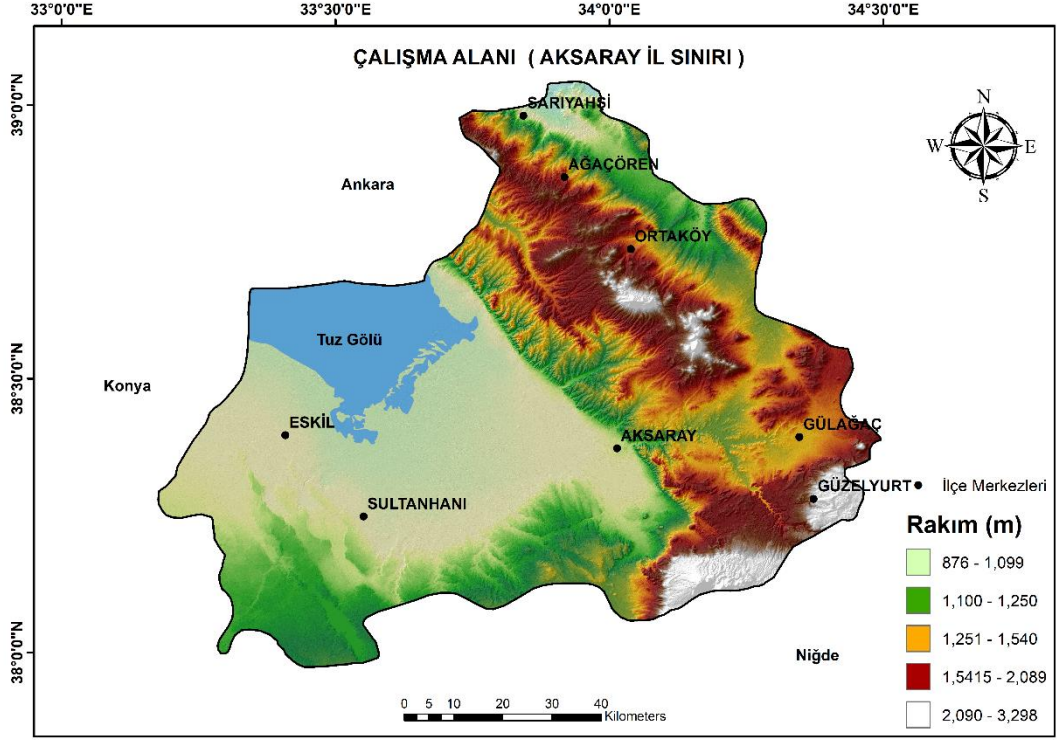 33°0'0"E 33°30'0"E 34°0'0"E 34°30'0"E
ÇALIŞMA ALANI ( AKSARAY İL SINIRI )
39°0'0"N
38°30'0"N
38°0'0"N
N
W E
S
SARIYAHŞİ
AĞAÇÖREN
Ankara
ORTAKÖY
Tuz Gölü
Konya
ESKİL
AKSARAY
GÜLAĞAÇ
GÜZELYURT
SULTANHANI
Niğde
İlçe Merkezleri
Rakım (m)
876 - 1,099
1,100 - 1,250
1,251 - 1,540
1,5415 - 2,089
2,090 - 3,298
0 5 10 20 30 40
Kilometers